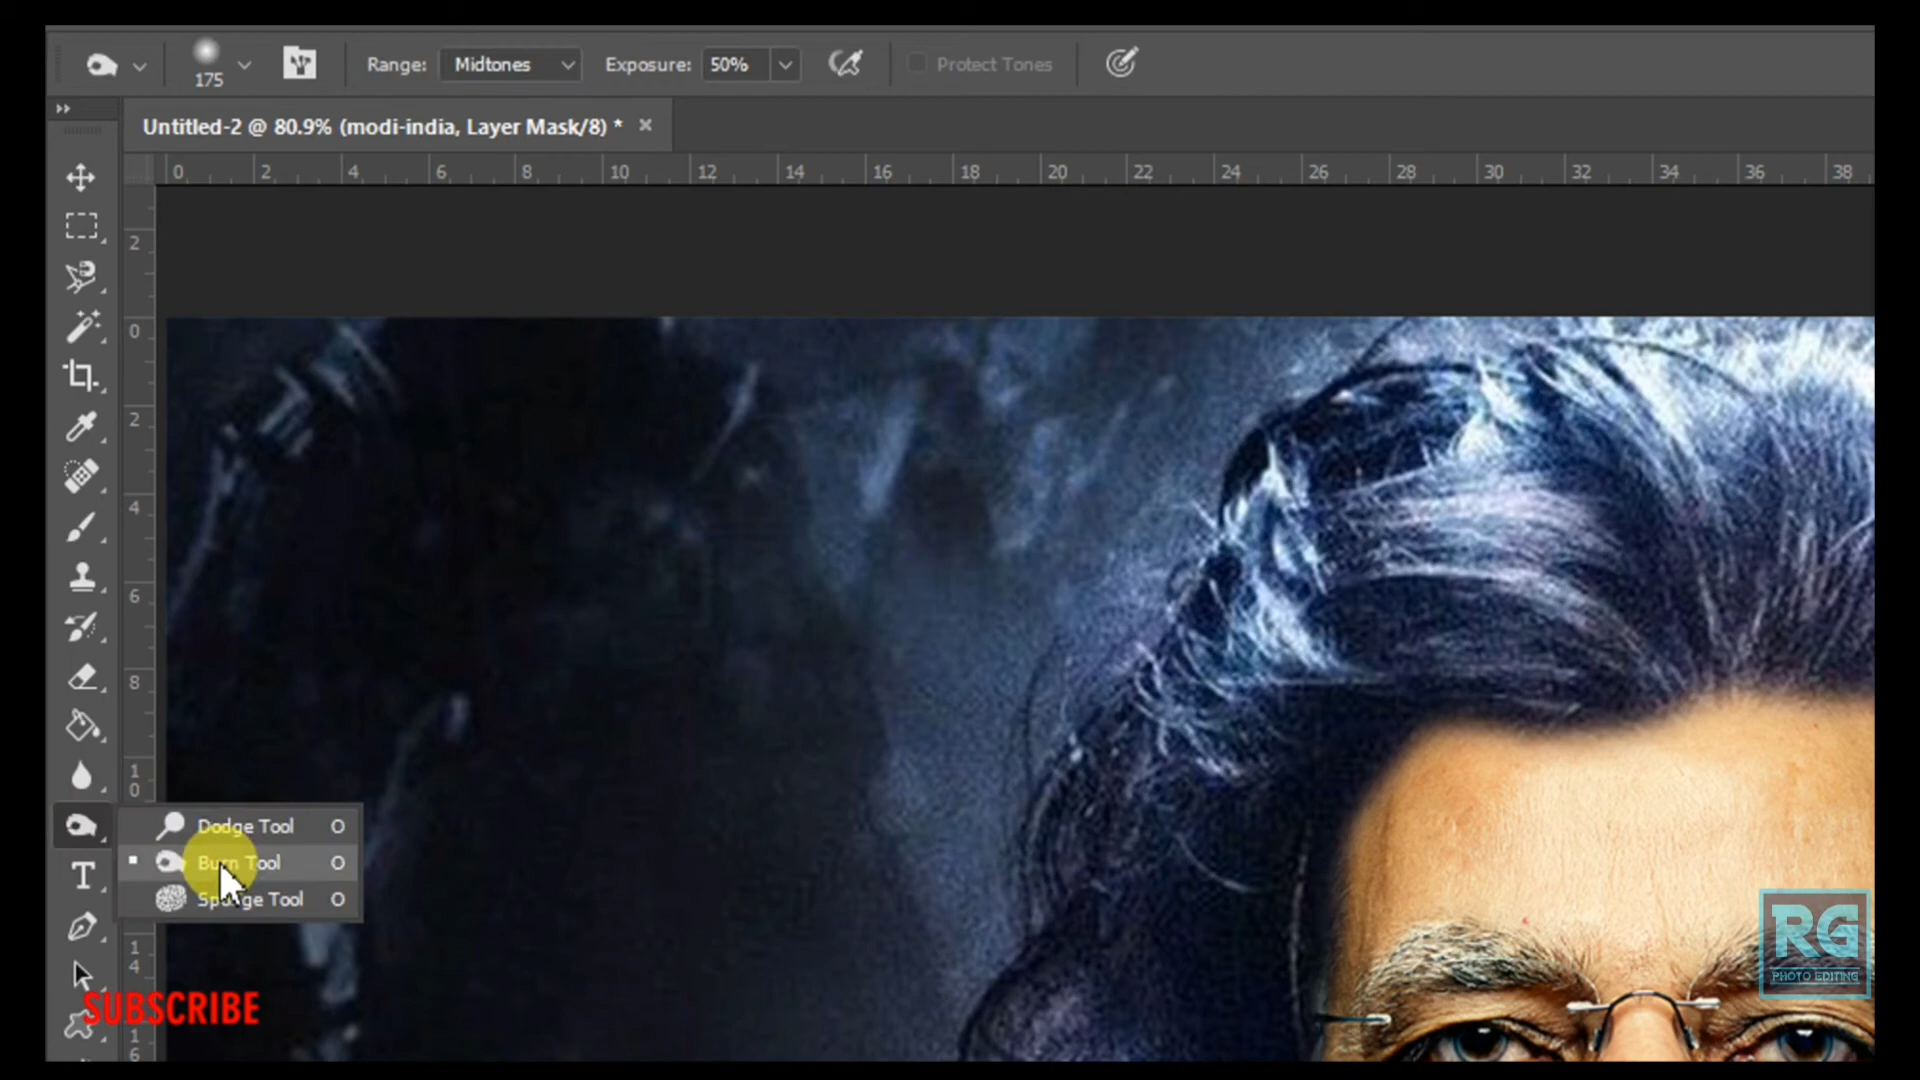 Range: Midtones Exposure: 50% Protect Tones
175
Untitled-2 @ 80.9% (modi-india, Layer Mask/8) * ×
0 2 4 6 8 10 12 14 16 18 20 22 24 26 28 30 32 34 36 38
2
0
2
4
6
8
1
0
Dodge Tool O
Burn Tool O
Sponge Tool O
T
1
4
1
6
SUBSCRIBE
RG
PHOTO EDITING